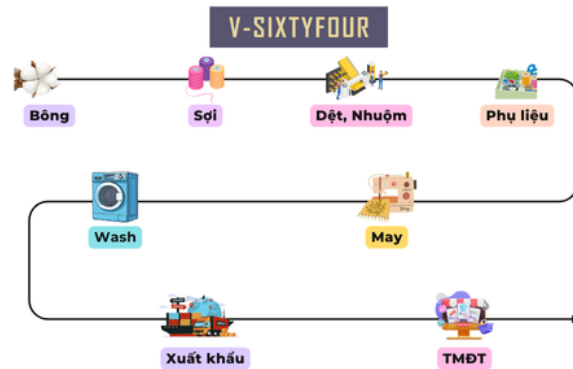 V-SIXTYFOUR
Bông
Sợi
Dệt, Nhuộm
Phụ liệu
May
Wash
Xuất khẩu
TMĐT